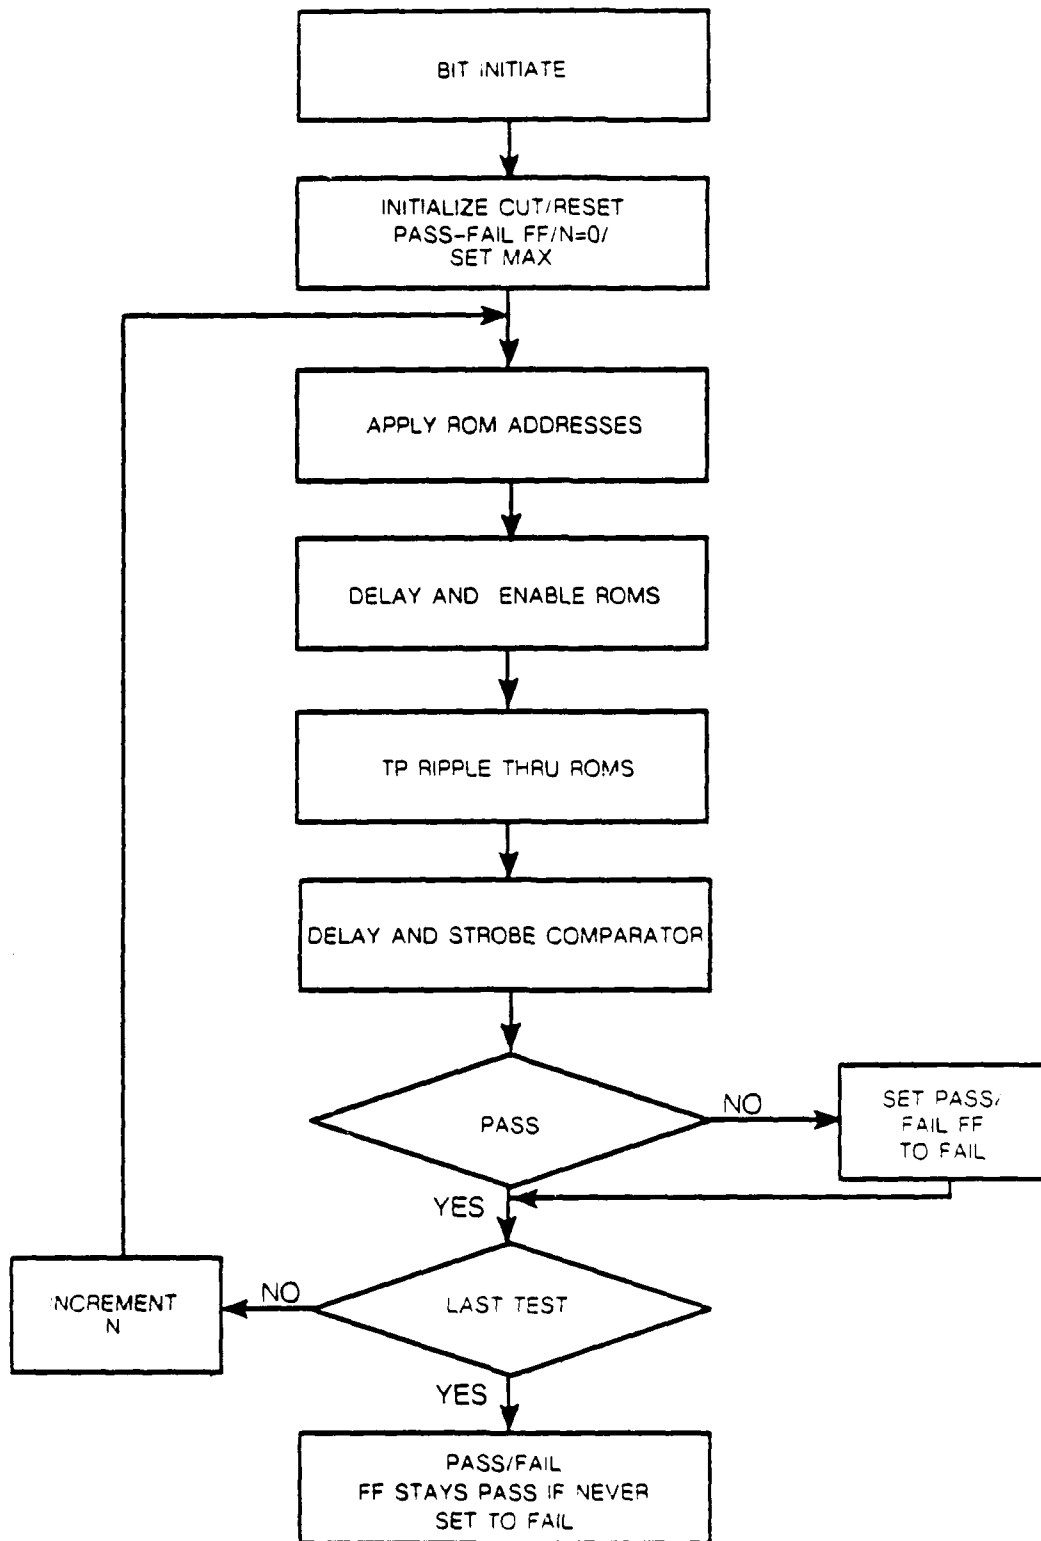 BIT INITIATE
INITIALIZE CUT/RESET
PASS-FAIL FF/N=0/
SET MAX
APPLY ROM ADDRESSES
DELAY AND ENABLE ROMS
TP RIPPLE THRU ROMS
DELAY AND STROBE COMPARATOR
PASS
NO
SET PASS/
FAIL FF
TO FAIL
YES
LAST TEST
NO
INCREMENT
N
YES
PASS/FAIL
FF STAYS PASS IF NEVER
SET TO FAIL